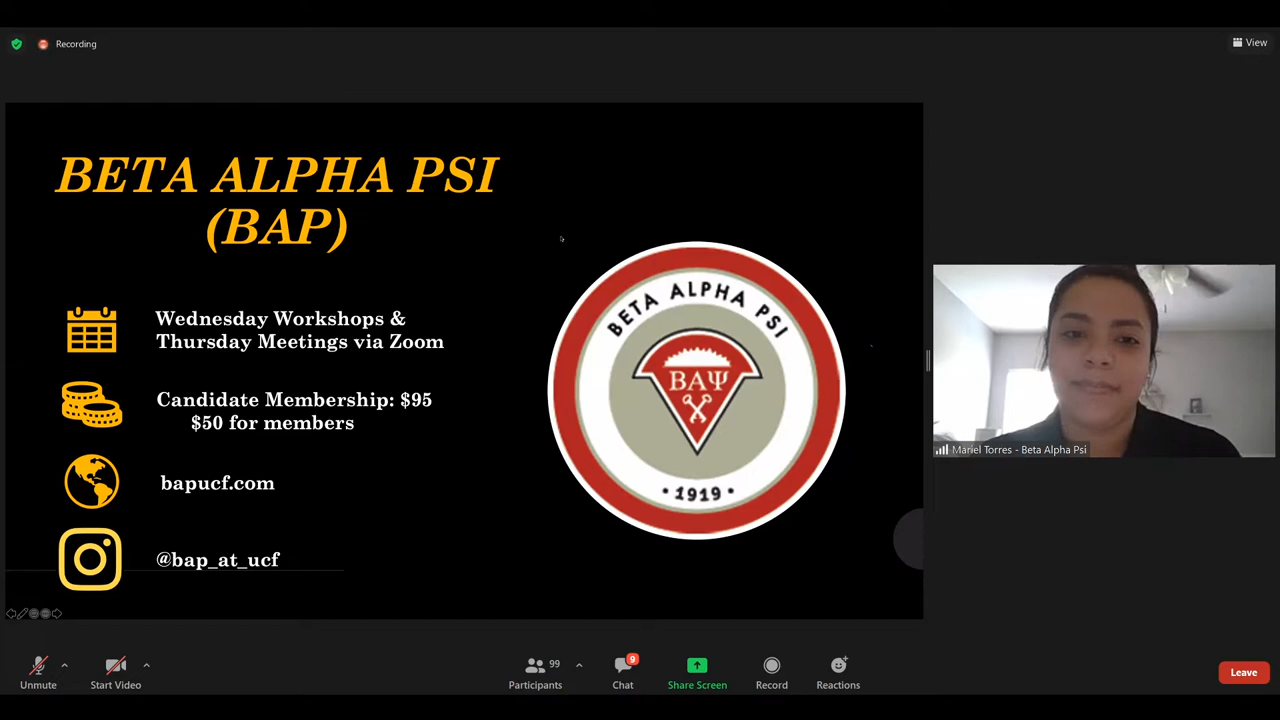 Recording
View
BETA ALPHA PSI
(BAP)
Wednesday Workshops &
Thursday Meetings via Zoom
Candidate Membership: $95
$50 for members
bapucf.com
@bap_at_ucf
BETA ALPHA PSI
ΒΑΨ
• 1919 •
Mariel Torres - Beta Alpha Psi
Unmute
Start Video
99
Participants
9
Chat
Share Screen
Record
Reactions
Leave